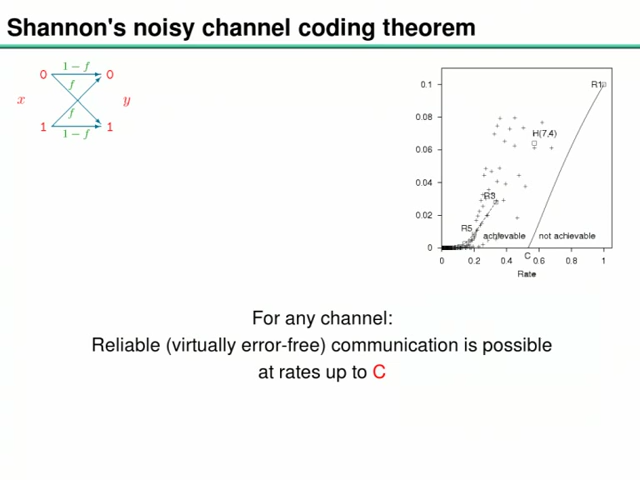 Shannon's noisy channel coding theorem
1 − f
0 0
f
x y
f
1 1
1 − f
0.1 R1
0.08
H(7,4)
0.06
0.04
R3
0.02
R5
achievable not achievable
0
C
0 0.2 0.4 0.6 0.8 1
Rate
For any channel:
Reliable (virtually error-free) communication is possible
at rates up to C